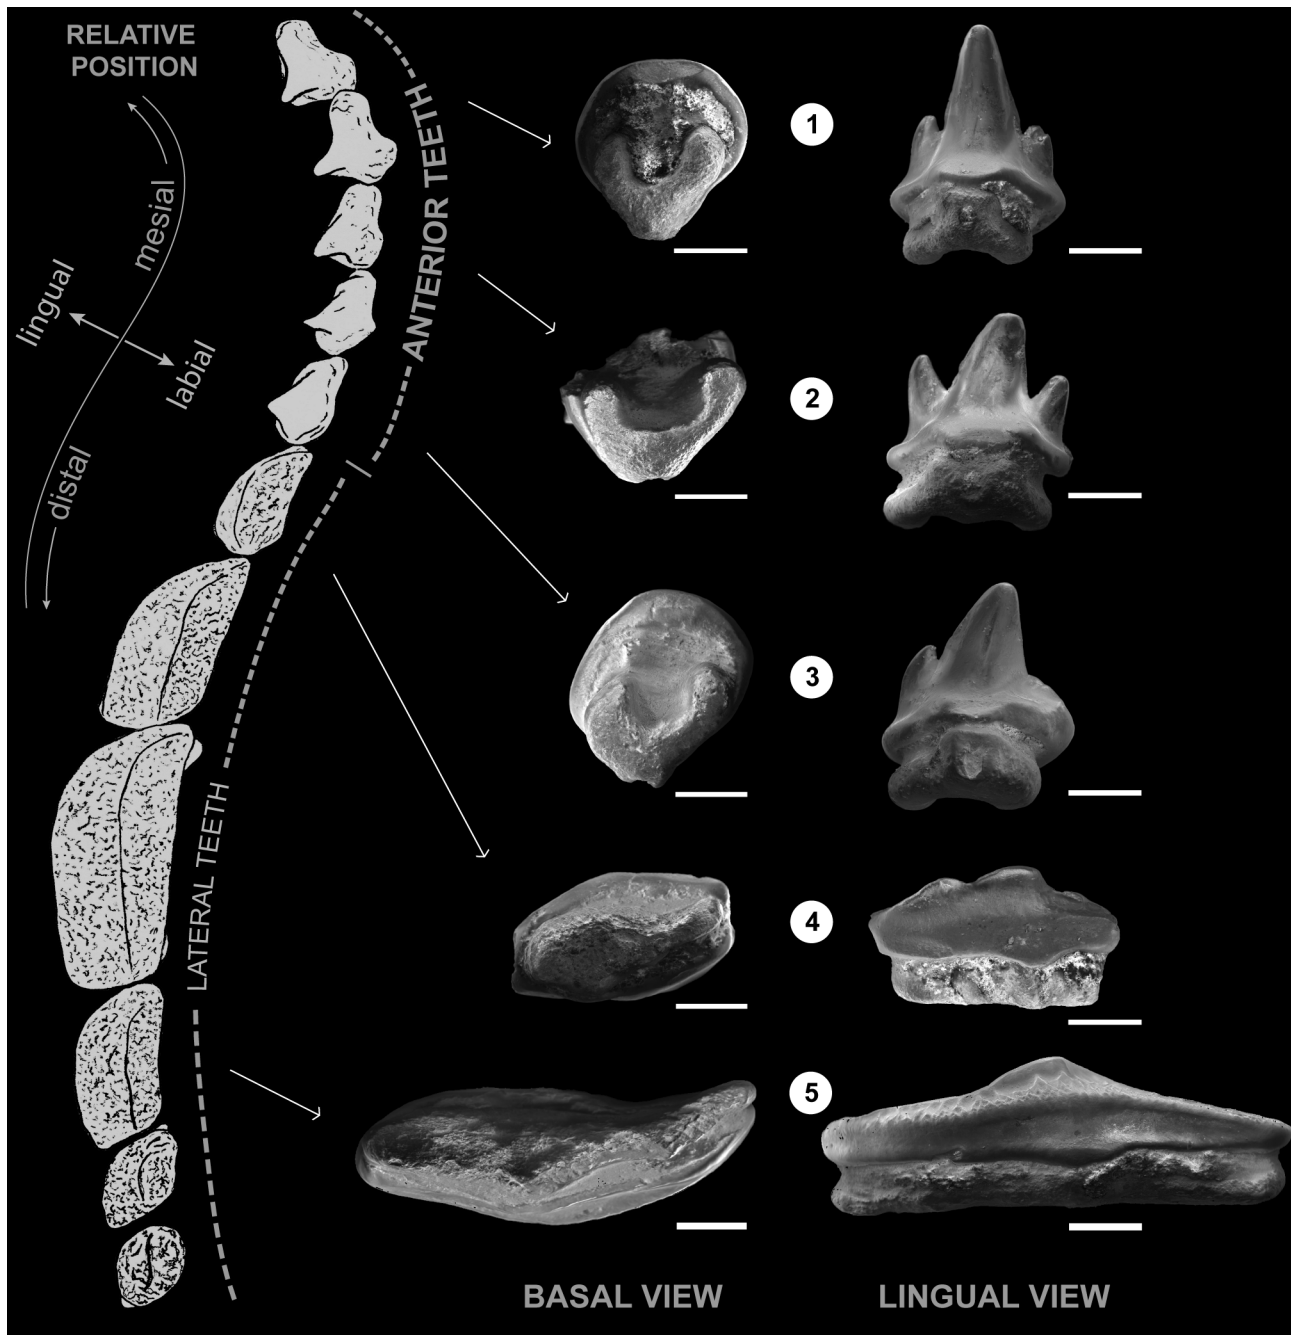 RELATIVE
POSITION
mesial
lingual
labial
distal
ANTERIOR TEETH
LATERAL TEETH
1
2
3
4
5
BASAL VIEW
LINGUAL VIEW